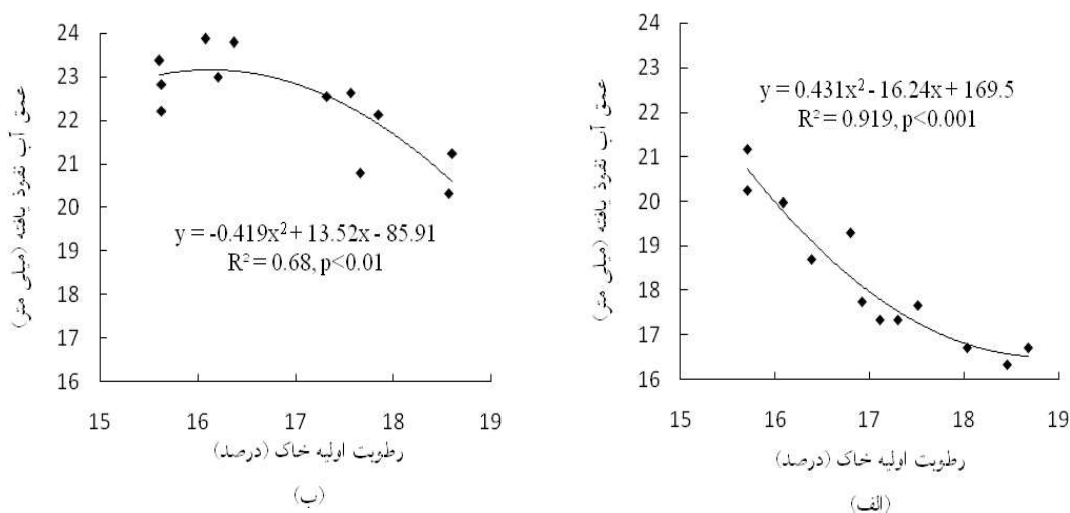 24
23
22
21
20
19
18
17
16
عمق آب نفوذ یافته (میلی متر)
y = -0.419x² + 13.52x - 85.91
R² = 0.68, p<0.01
15 16 17 18 19
رطوبت اولیه خاک (درصد)
(ب)
24
23
22
21
20
19
18
17
16
عمق آب نفوذ یافته (میلی متر)
y = 0.431x² - 16.24x + 169.5
R² = 0.919, p<0.001
15 16 17 18 19
رطوبت اولیه خاک (درصد)
(الف)